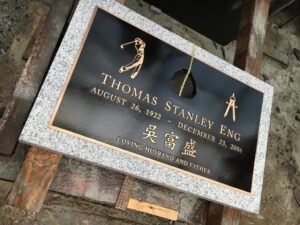 THOMAS STANLEY ENG
AUGUST 26, 1922 - DECEMBER 23, 2006
吳富盛
LOVING HUSBAND AND FATHER